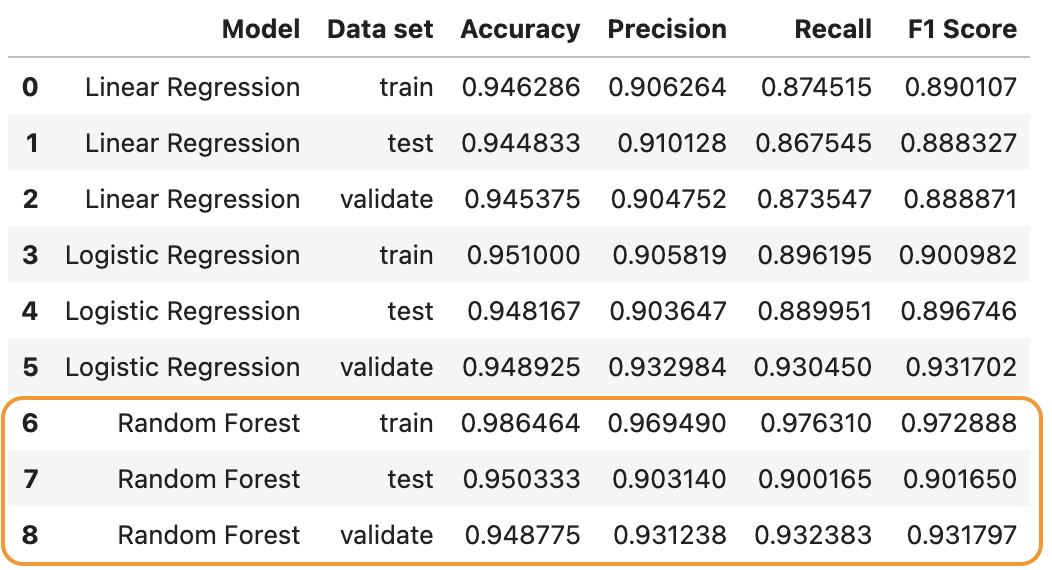 Model Data set Accuracy Precision Recall F1 Score
0 Linear Regression train 0.946286 0.906264 0.874515 0.890107
1 Linear Regression test 0.944833 0.910128 0.867545 0.888327
2 Linear Regression validate 0.945375 0.904752 0.873547 0.888871
3 Logistic Regression train 0.951000 0.905819 0.896195 0.900982
4 Logistic Regression test 0.948167 0.903647 0.889951 0.896746
5 Logistic Regression validate 0.948925 0.932984 0.930450 0.931702
6 Random Forest train 0.986464 0.969490 0.976310 0.972888
7 Random Forest test 0.950333 0.903140 0.900165 0.901650
8 Random Forest validate 0.948775 0.931238 0.932383 0.931797